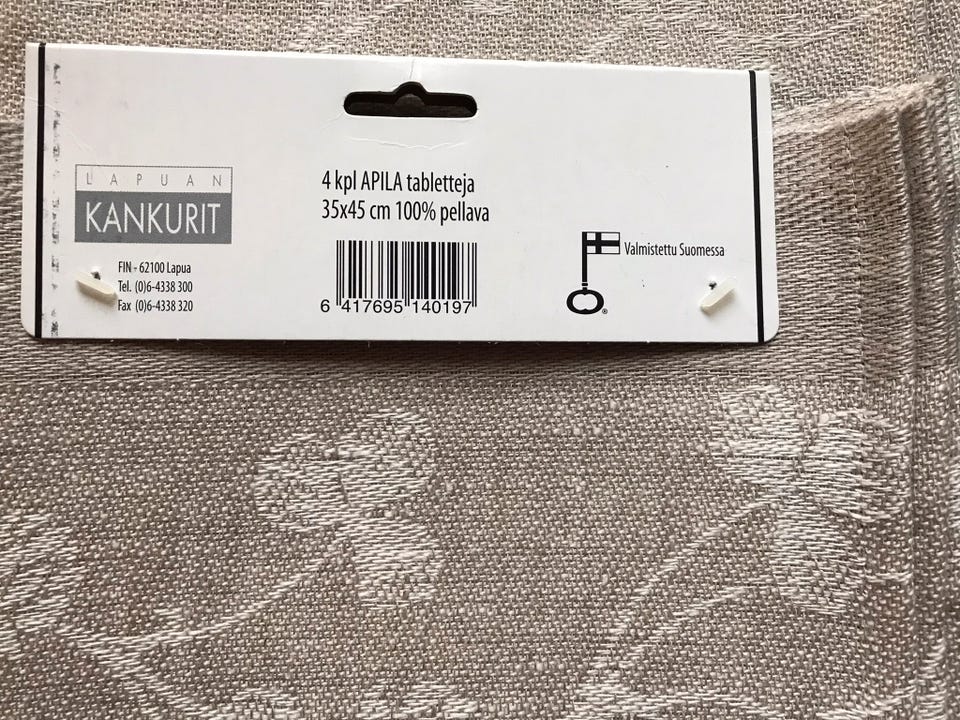 LAPUAN
KANKURIT
FIN - 62100 Lapua
Tel. (0)6-4338 300
Fax (0)6-4338 320
4 kpl APILA tabletteja
35x45 cm 100% pellava
6 417695 140197
Valmistettu Suomessa
®